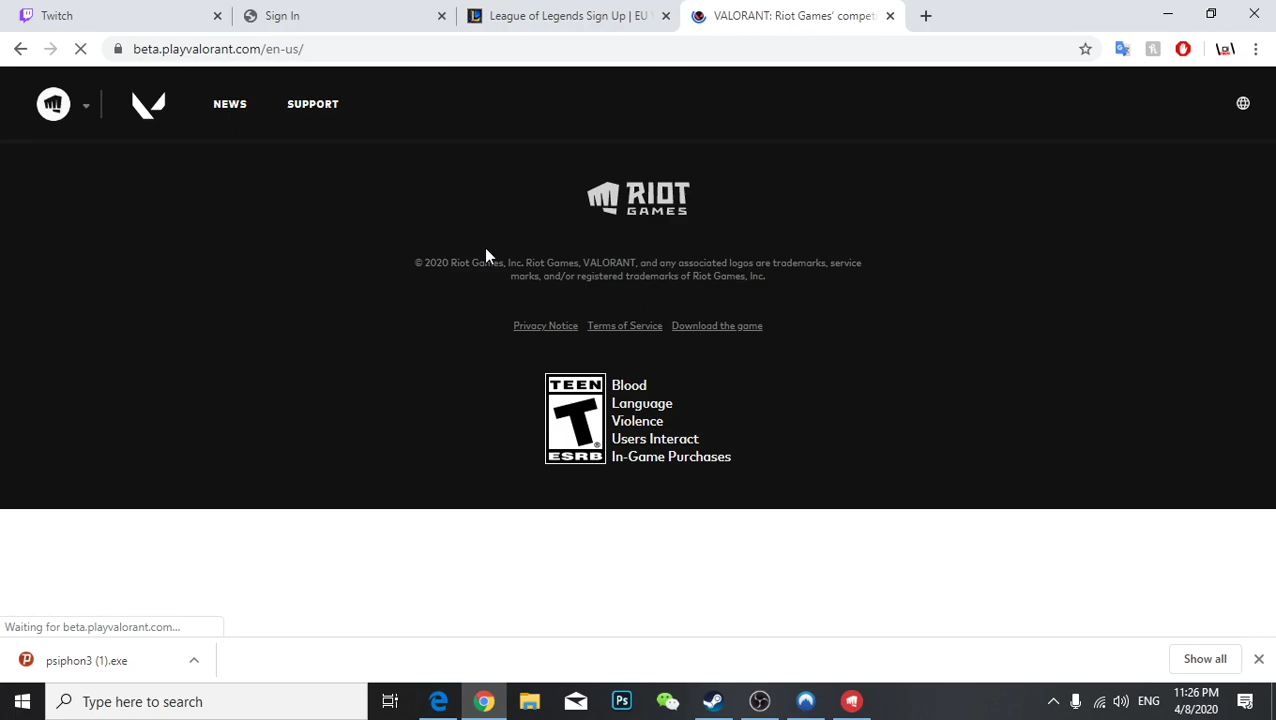 Twitch
Sign In
League of Legends Sign Up | EU
VALORANT: Riot Games' compet
beta.playvalorant.com/en-us/
NEWS
SUPPORT
RIOT
GAMES
© 2020 Riot Games, Inc. Riot Games, VALORANT, and any associated logos are trademarks, service
marks, and/or registered trademarks of Riot Games, Inc.
Privacy Notice
Terms of Service
Download the game
TEEN
T
ESRB
Blood
Language
Violence
Users Interact
In-Game Purchases
Waiting for beta.playvalorant.com...
psiphon3 (1).exe
Show all
Type here to search
Ps
ENG
11:26 PM
4/8/2020